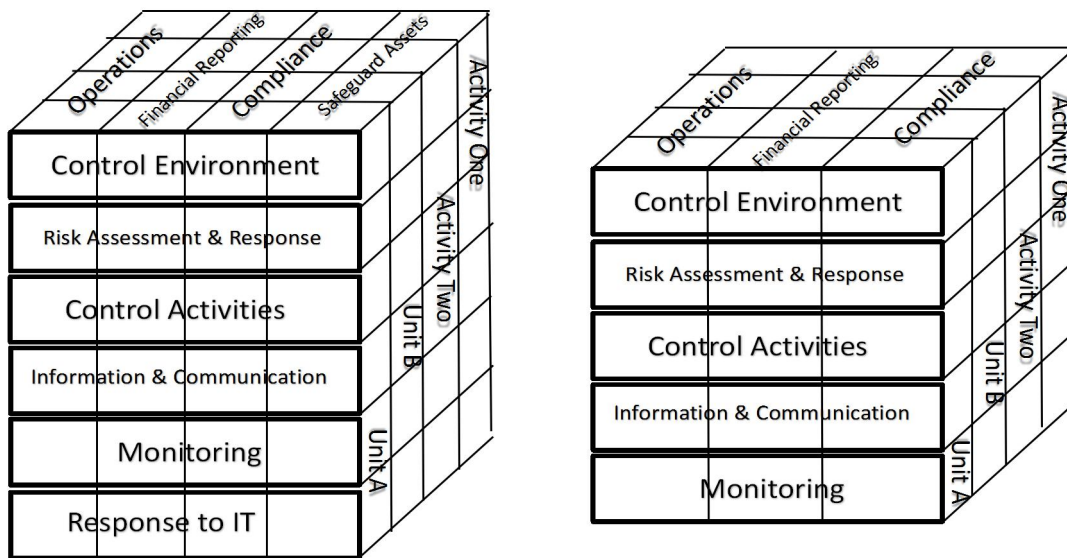 Operations
Financial Reporting
Compliance
Safeguard Assets
Control Environment
Risk Assessment & Response
Control Activities
Information & Communication
Monitoring
Response to IT
Unit A
Unit B
Activity Two
Activity One
Operations
Financial Reporting
Compliance
Control Environment
Risk Assessment & Response
Control Activities
Information & Communication
Monitoring
Unit A
Unit B
Activity Two
Activity One